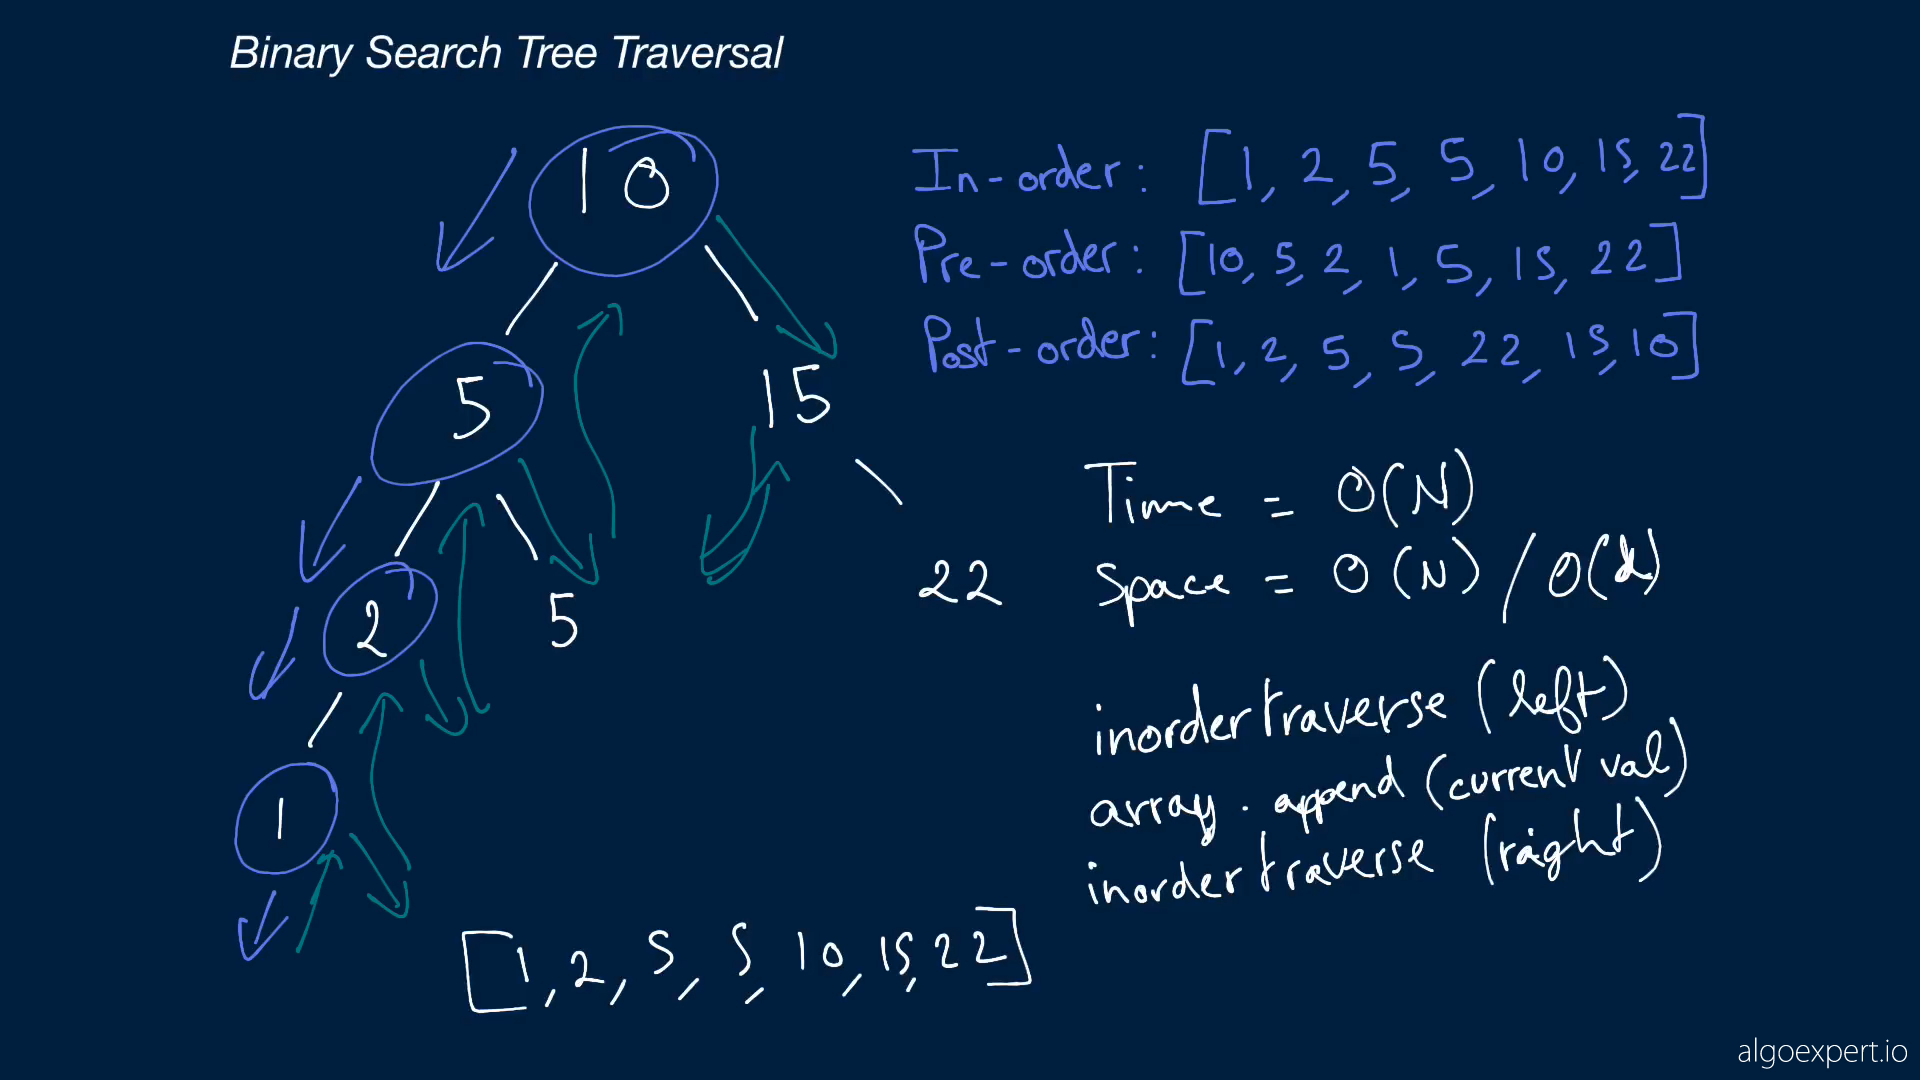 Binary Search Tree Traversal
10
5
15
2
5
22
1
In-order: [1, 2, 5, 5, 10, 15, 22]
Pre-order: [10, 5, 2, 1, 5, 15, 22]
Post-order: [1, 2, 5, 5, 22, 15, 10]
Time = O(N)
Space = O(N) / O(d)
inordertraverse (left)
array.append (current val)
inordertraverse (right)
[1, 2, 5, 5, 10, 15, 22]
algoexpert.io